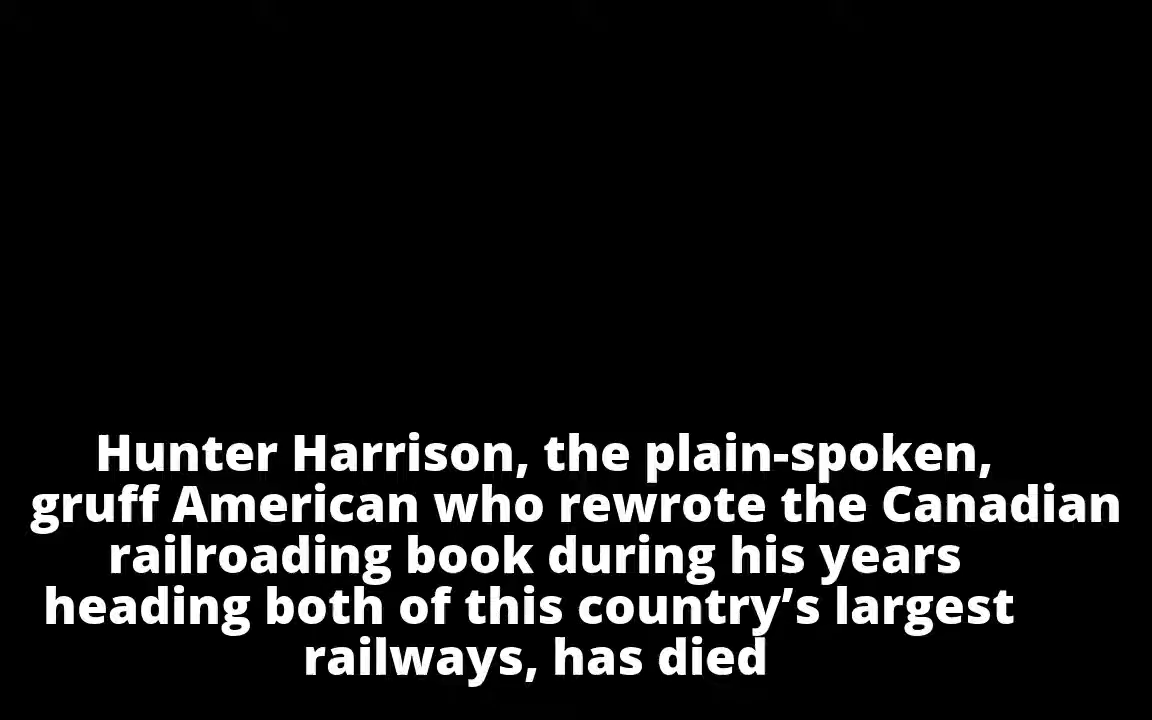 Hunter Harrison, the plain-spoken,
gruff American who rewrote the Canadian
railroading book during his years
heading both of this country’s largest
railways, has died